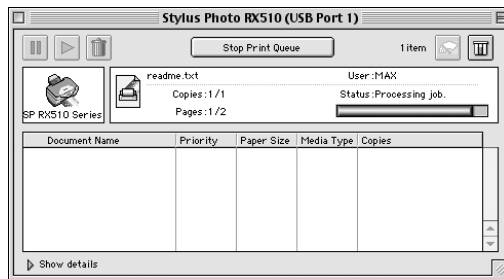 Stylus Photo RX510 (USB Port 1)
Stop Print Queue
1 item
readme.txt User:MAX
Copies:1/1 Status:Processing job.
Pages:1/2
SP RX510 Series
Document Name Priority Paper Size Media Type Copies
Show details